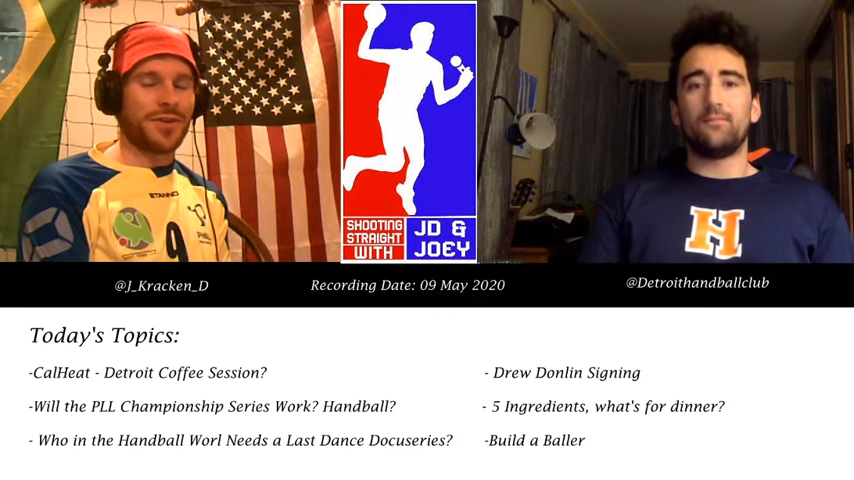 STANNO
9
H
SHOOTING
STRAIGHT
WITH
JD &
JOEY
@J_Kracken_D
Recording Date: 09 May 2020
@Detroithandballclub
Today's Topics:
-CalHeat - Detroit Coffee Session?
- Drew Donlin Signing
-Will the PLL Championship Series Work? Handball?
- 5 Ingredients, what's for dinner?
- Who in the Handball Worl Needs a Last Dance Docuseries?
-Build a Baller